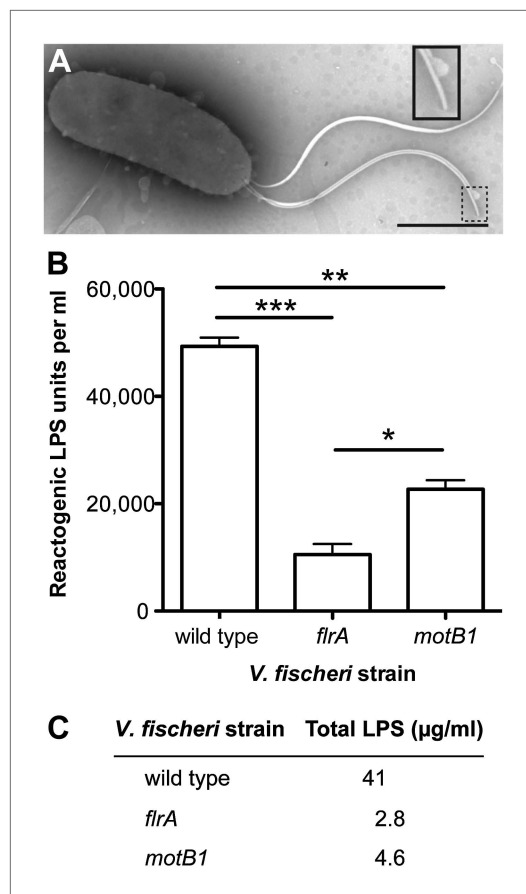 A
B
Reactogenic LPS units per ml
60,000
40,000
20,000
0
**
***
*
wild type flrA motB1
V. fischeri strain
C
V. fischeri strain Total LPS (μg/ml)
wild type 41
flrA 2.8
motB1 4.6